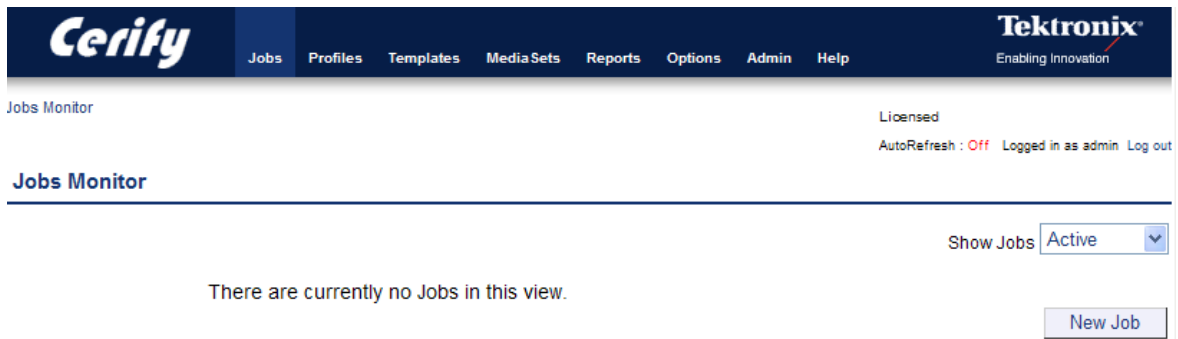 Cerify
Jobs Profiles Templates MediaSets Reports Options Admin Help
Tektronix®
Enabling Innovation
Jobs Monitor
Licensed
AutoRefresh : Off Logged in as admin Log out
Jobs Monitor
Show Jobs Active
There are currently no Jobs in this view.
New Job